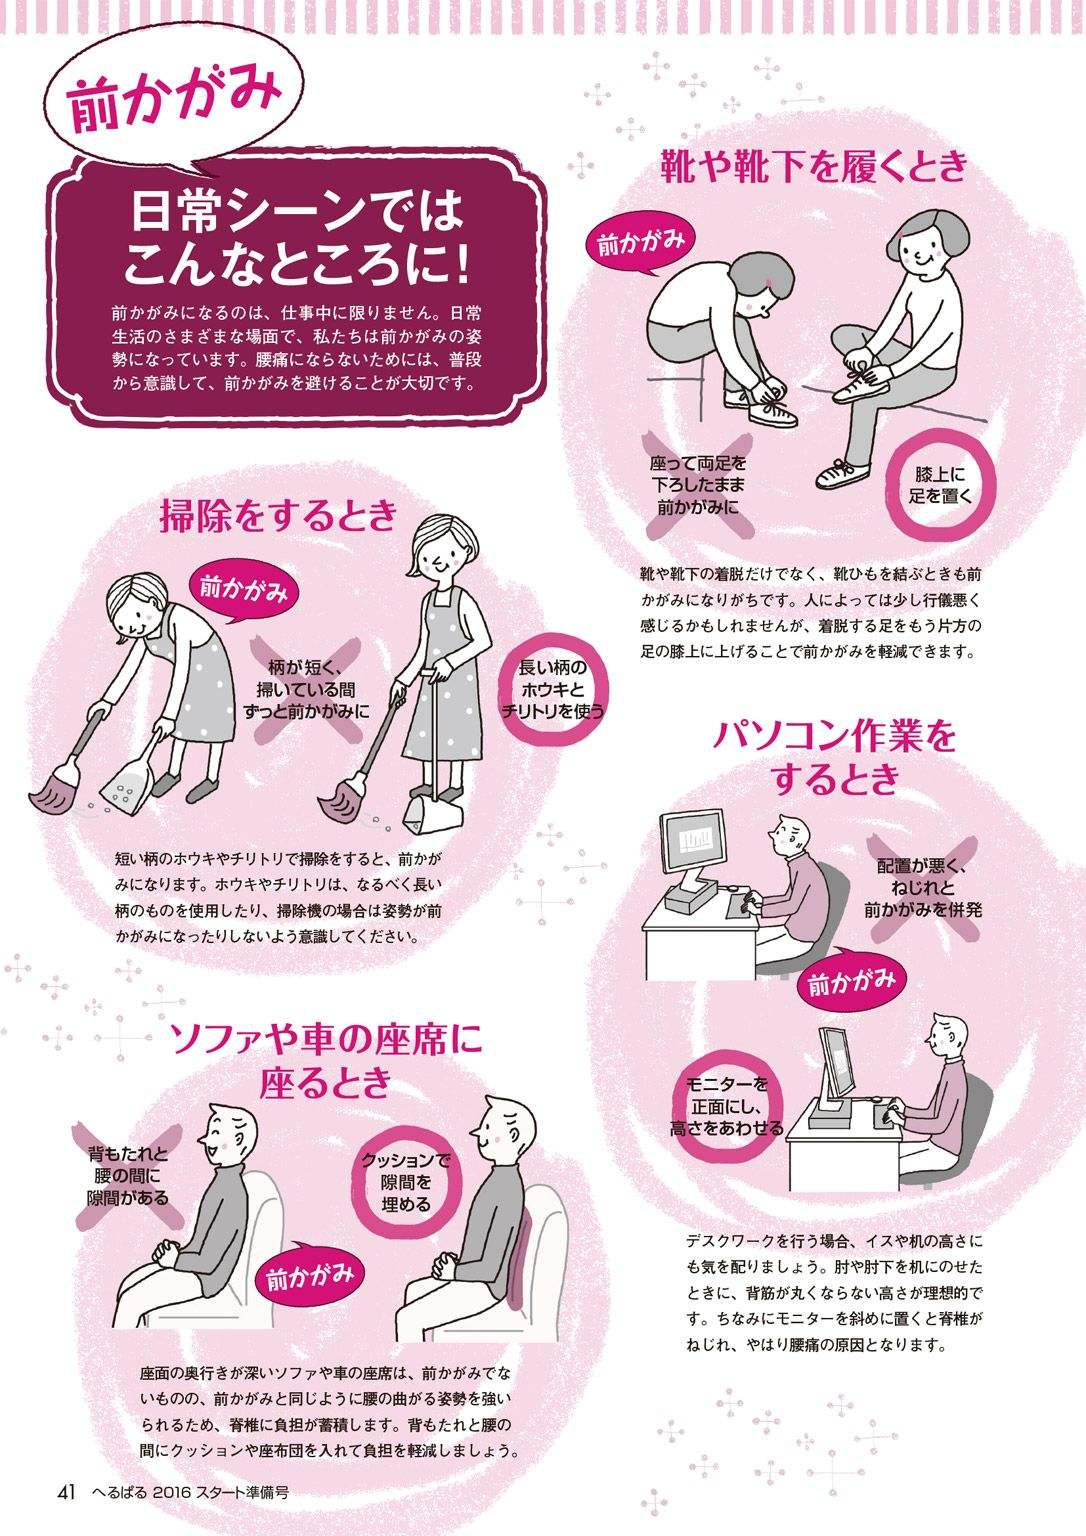 前かがみ
日常シーンでは
こんなところに!
前かがみになるのは、仕事中に限りません。日常
生活のさまざまな場面で、私たちは前かがみの姿
勢になっています。腰痛にならないためには、普段
から意識して、前かがみを避けることが大切です。
靴や靴下を履くとき
前かがみ
座って両足を
下ろしたまま
前かがみに
膝上に
足を置く
靴や靴下の着脱だけでなく、靴ひもを結ぶときも前
かがみになりがちです。人によっては少し行儀悪く
感じるかもしれませんが、着脱する足をもう片方の
足の膝上に上げることで前かがみを軽減できます。
掃除をするとき
前かがみ
柄が短く、
掃いている間
ずっと前かがみに
長い柄の
ホウキと
チリトリを使う
短い柄のホウキやチリトリで掃除をすると、前かが
みになります。ホウキやチリトリは、なるべく長い
柄のものを使用したり、掃除機の場合は姿勢が前
かがみになったりしないよう意識してください。
パソコン作業を
するとき
配置が悪く、
ねじれと
前かがみを併発
前かがみ
モニターを
正面にし、
高さをあわせる
デスクワークを行う場合、イスや机の高さに
も気を配りましょう。肘や肘下を机にのせた
ときに、背筋が丸くならない高さが理想的で
す。ちなみにモニターを斜めに置くと脊椎が
ねじれ、やはり腰痛の原因となります。
ソファや車の座席に
座るとき
背もたれと
腰の間に
隙間がある
クッションで
隙間を
埋める
前かがみ
座面の奥行きが深いソファや車の座席は、前かがみでな
いものの、前かがみと同じように腰の曲がる姿勢を強い
られるため、脊椎に負担が蓄積します。背もたれと腰の
間にクッションや座布団を入れて負担を軽減しましょう。
41 へるぱる 2016 スタート準備号